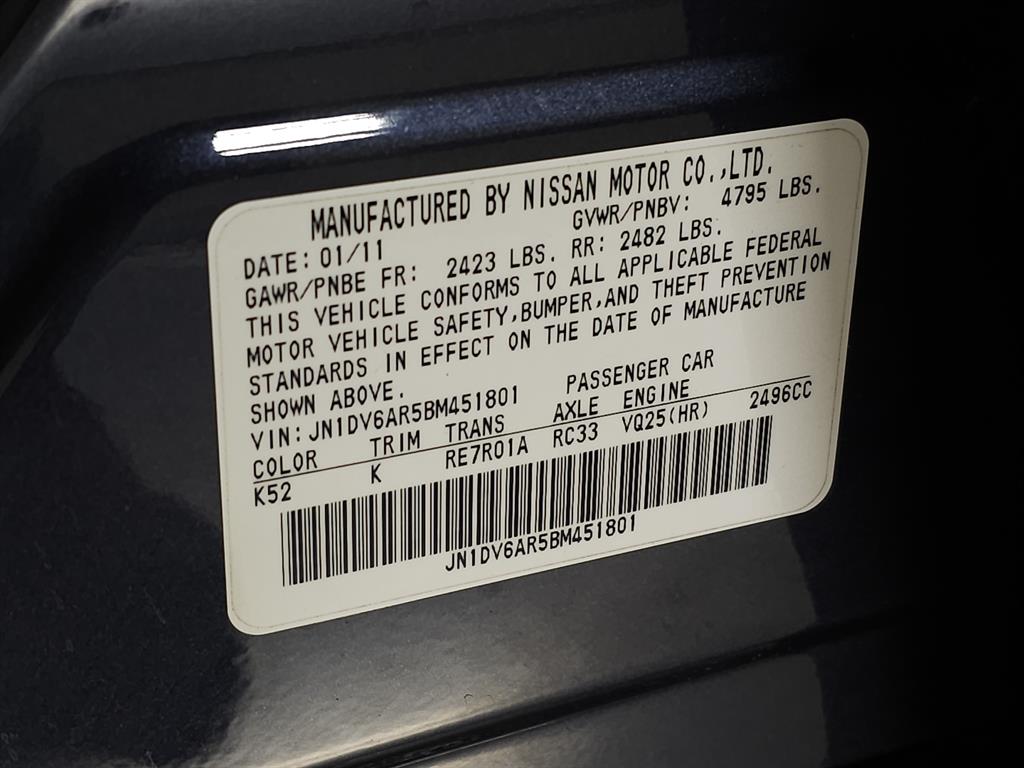 MANUFACTURED BY NISSAN MOTOR CO.,LTD.
DATE: 01/11 GVWR/PNBV: 4795 LBS.
GAWR/PNBE FR: 2423 LBS. RR: 2482 LBS.
THIS VEHICLE CONFORMS TO ALL APPLICABLE FEDERAL
MOTOR VEHICLE SAFETY,BUMPER,AND THEFT PREVENTION
STANDARDS IN EFFECT ON THE DATE OF MANUFACTURE
SHOWN ABOVE.
VIN:JN1DV6AR5BM451801 PASSENGER CAR
COLOR TRIM TRANS AXLE ENGINE
K52 K RE7R01A RC33 VQ25(HR) 2496CC
JN1DV6AR5BM451801